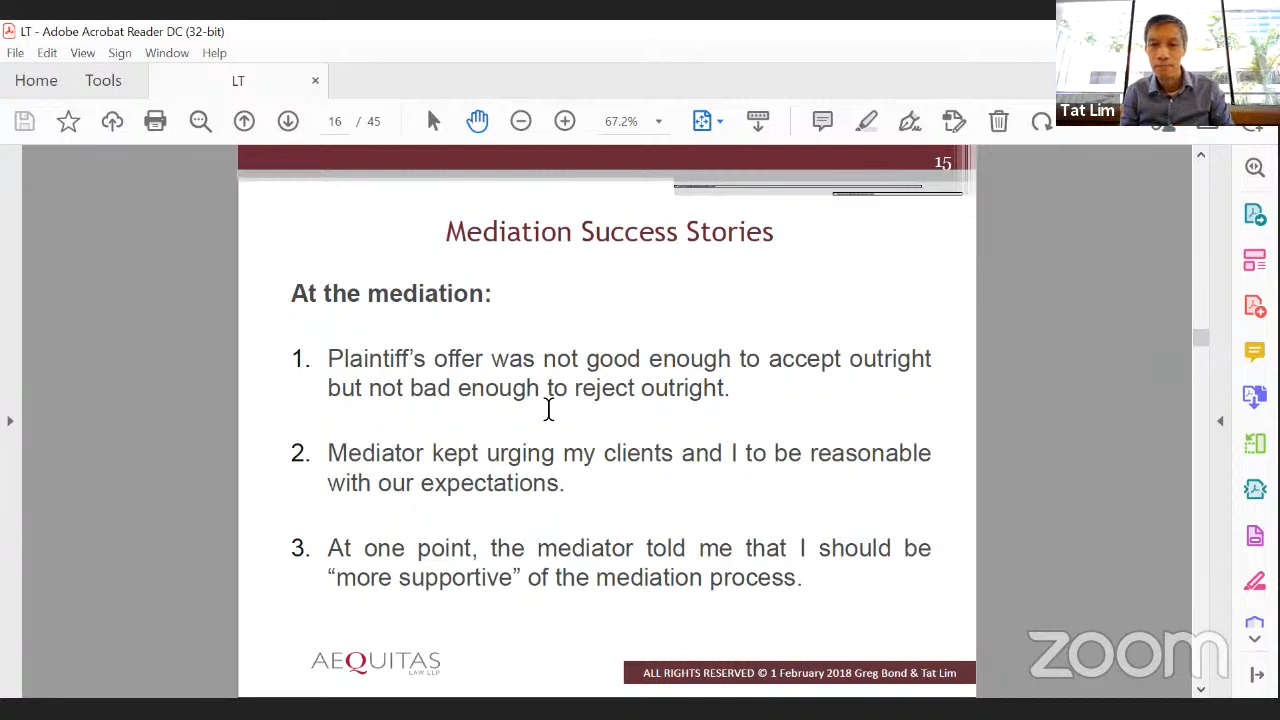 LT - Adobe Acrobat Reader DC (32-bit)
File Edit View Sign Window Help
Home Tools LT ×
16 / 45 67.2%
Tat Lim
15
Mediation Success Stories
At the mediation:
1. Plaintiff’s offer was not good enough to accept outright
but not bad enough to reject outright.
2. Mediator kept urging my clients and I to be reasonable
with our expectations.
3. At one point, the mediator told me that I should be
“more supportive” of the mediation process.
AEQUITAS
LAW LLP
ALL RIGHTS RESERVED © 1 February 2018 Greg Bond & Tat Lim
zoom